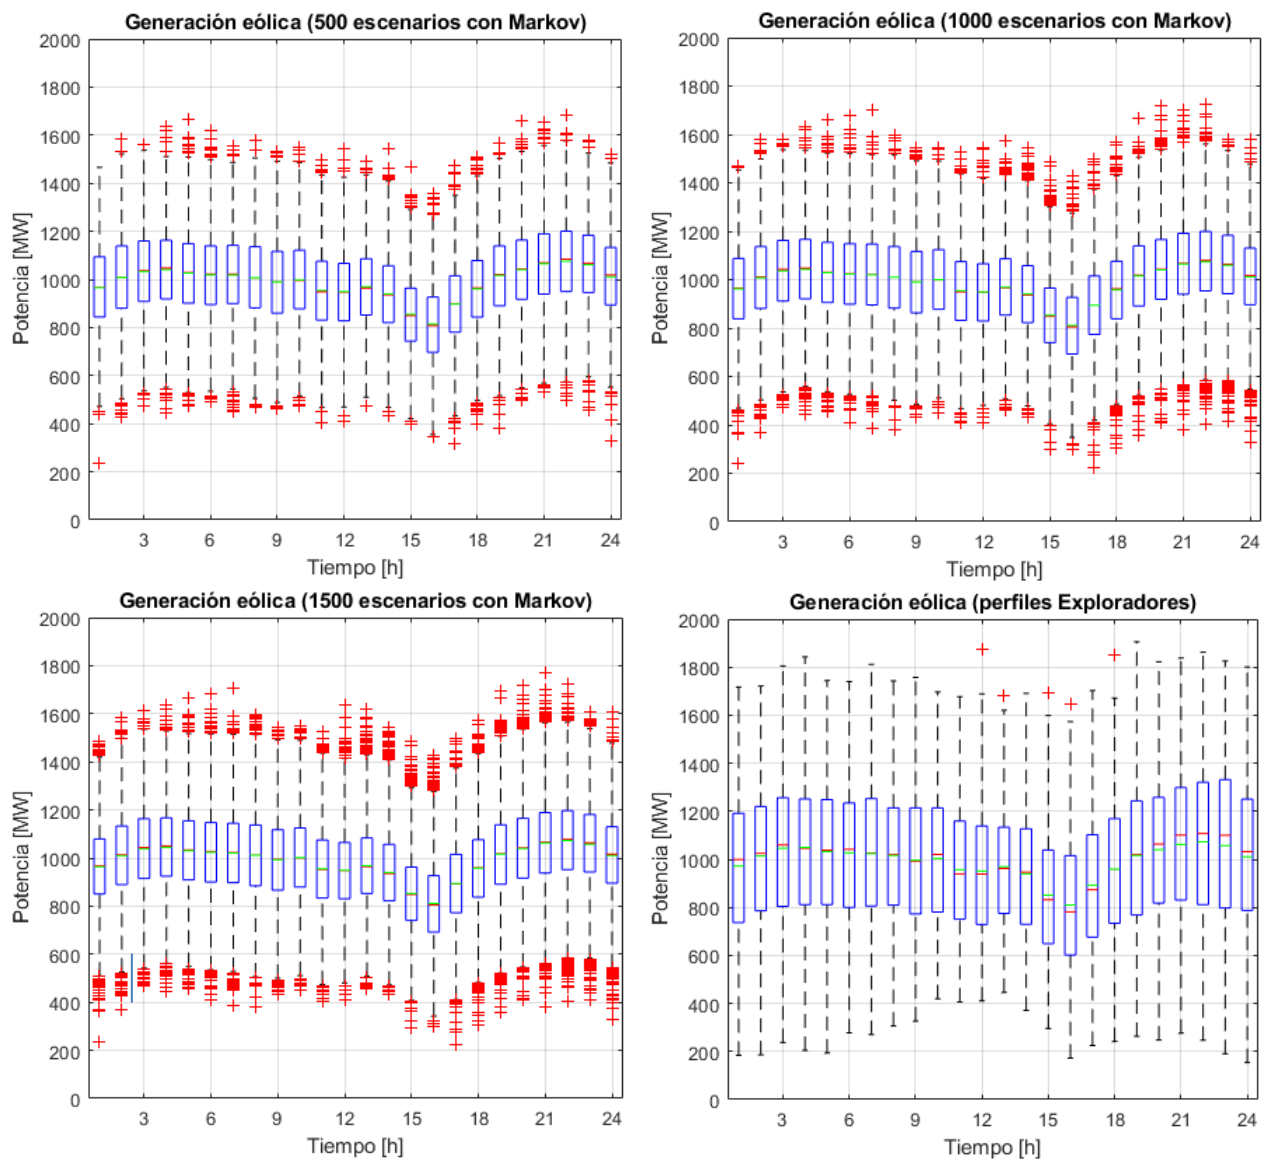 Generación eólica (500 escenarios con Markov)
2000
1800
1600
1400
1200
1000
800
600
400
200
0
Potencia [MW]
3 6 9 12 15 18 21 24
Tiempo [h]
Generación eólica (1000 escenarios con Markov)
2000
1800
1600
1400
1200
1000
800
600
400
200
0
Potencia [MW]
3 6 9 12 15 18 21 24
Tiempo [h]
Generación eólica (1500 escenarios con Markov)
2000
1800
1600
1400
1200
1000
800
600
400
200
0
Potencia [MW]
3 6 9 12 15 18 21 24
Tiempo [h]
Generación eólica (perfiles Exploradores)
2000
1800
1600
1400
1200
1000
800
600
400
200
0
Potencia [MW]
3 6 9 12 15 18 21 24
Tiempo [h]